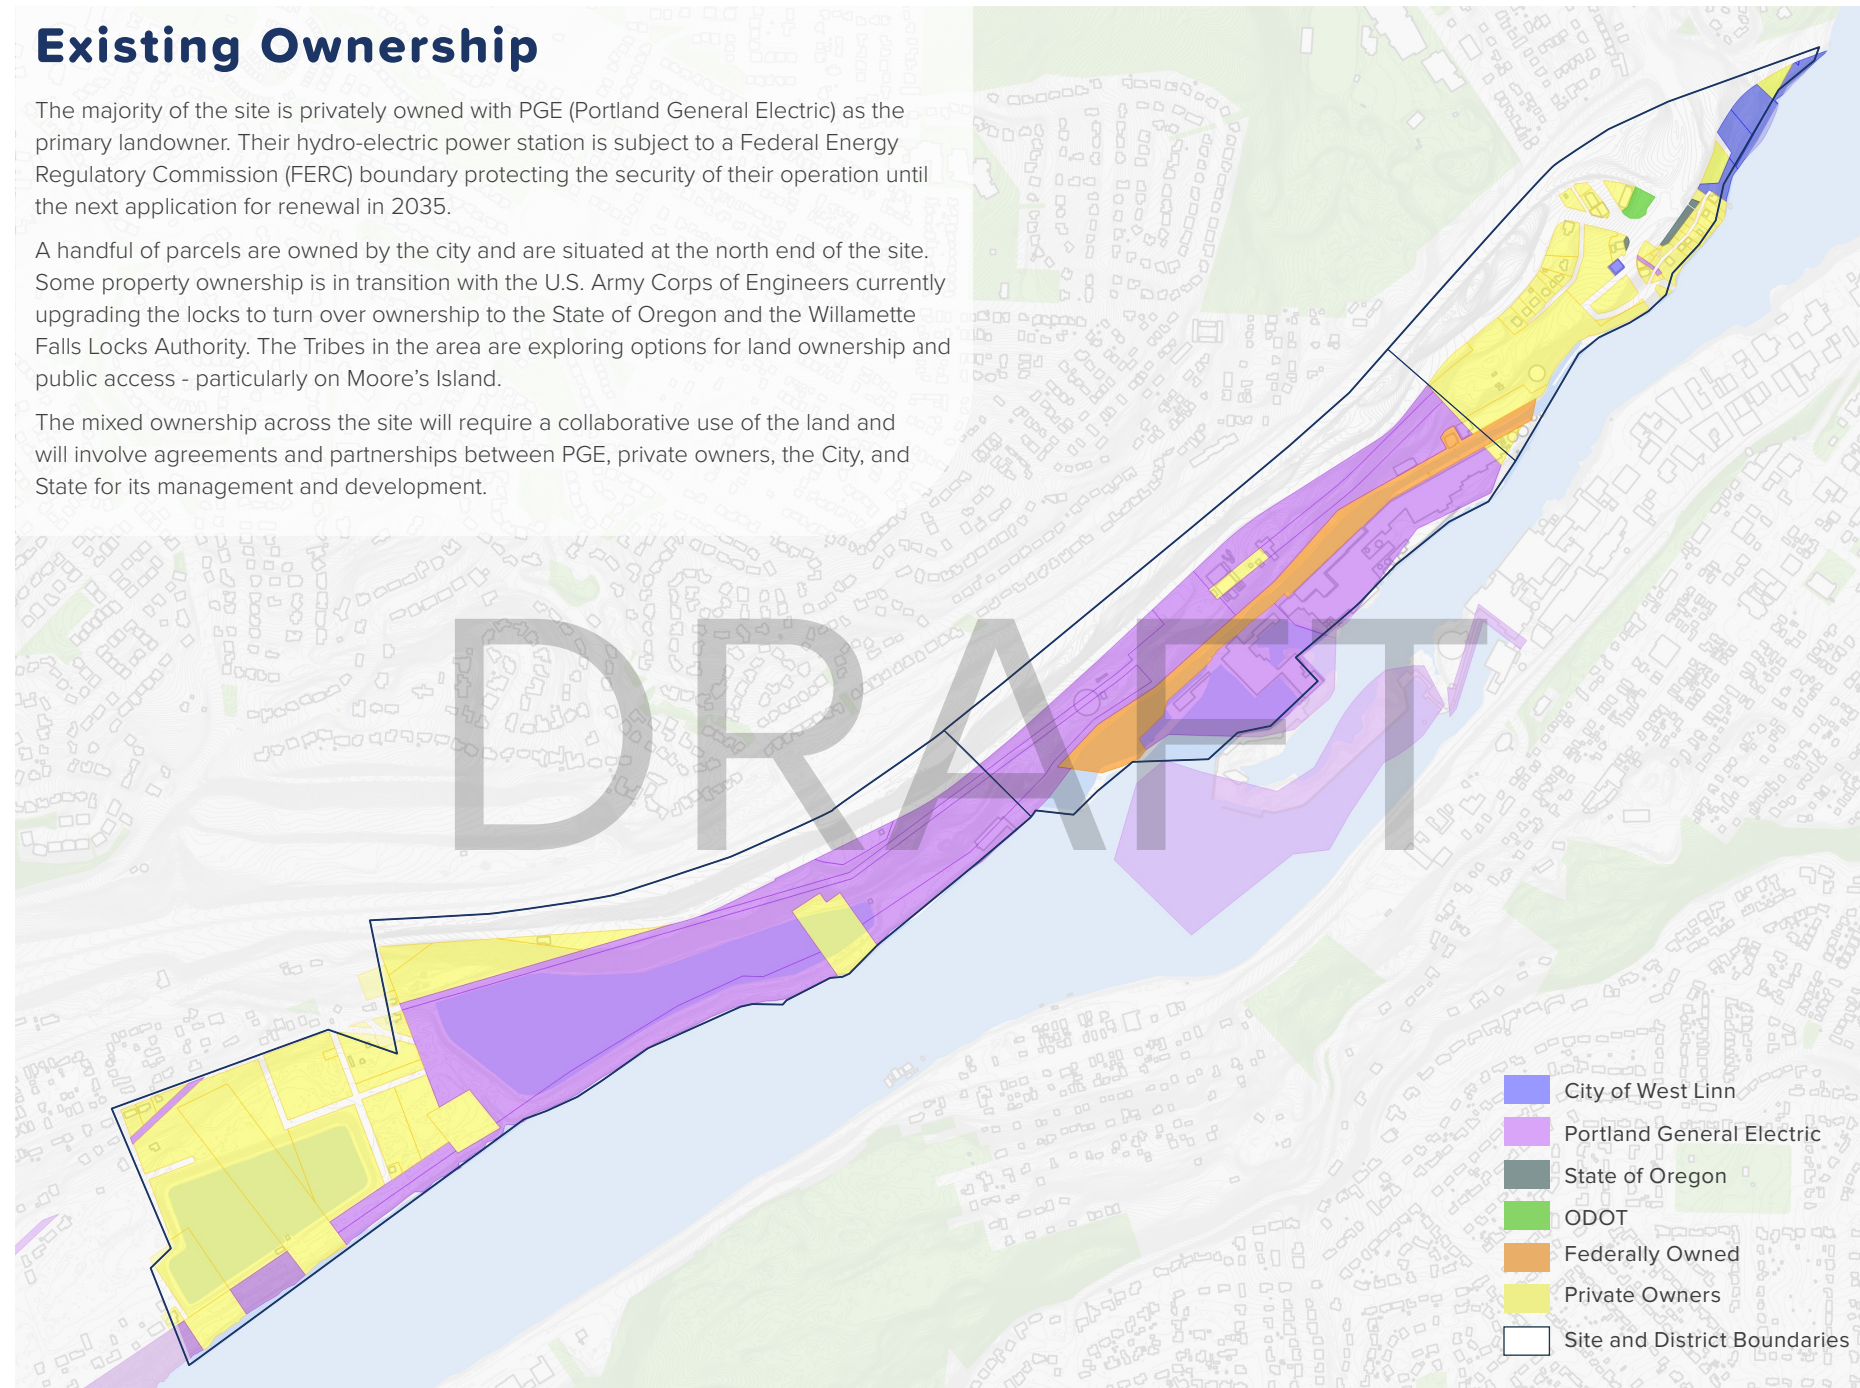 Existing Ownership
The majority of the site is privately owned with PGE (Portland General Electric) as the
primary landowner. Their hydro-electric power station is subject to a Federal Energy
Regulatory Commission (FERC) boundary protecting the security of their operation until
the next application for renewal in 2035.
A handful of parcels are owned by the city and are situated at the north end of the site.
Some property ownership is in transition with the U.S. Army Corps of Engineers currently
upgrading the locks to turn over ownership to the State of Oregon and the Willamette
Falls Locks Authority. The Tribes in the area are exploring options for land ownership and
public access - particularly on Moore's Island.
The mixed ownership across the site will require a collaborative use of the land and
will involve agreements and partnerships between PGE, private owners, the City, and
State for its management and development.
DRAFT
City of West Linn
Portland General Electric
State of Oregon
ODOT
Federally Owned
Private Owners
Site and District Boundaries